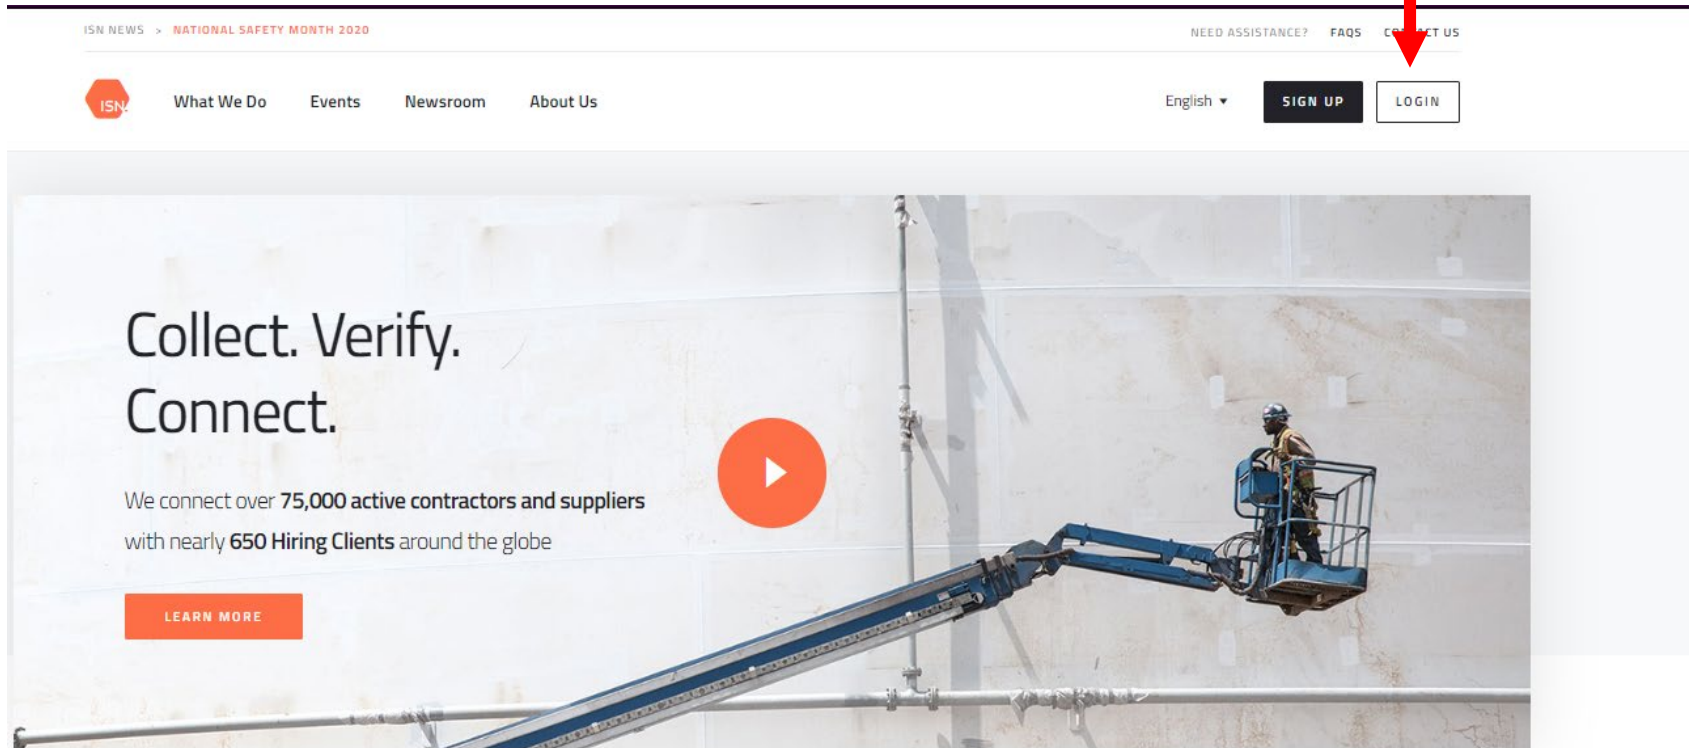 ISN NEWS > NATIONAL SAFETY MONTH 2020
NEED ASSISTANCE? FAQS CONTACT US
ISN. What We Do Events Newsroom About Us English SIGN UP LOGIN
Collect. Verify.
Connect.
We connect over 75,000 active contractors and suppliers
with nearly 650 Hiring Clients around the globe
LEARN MORE